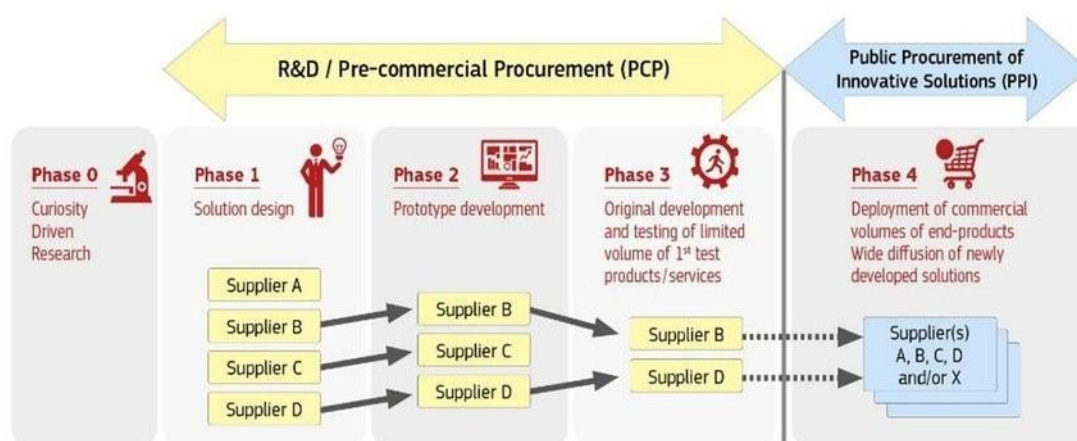 R&D / Pre-commercial Procurement (PCP)
Public Procurement of
Innovative Solutions (PPI)
Phase 0
Curiosity
Driven
Research
Phase 1
Solution design
Supplier A
Supplier B
Supplier C
Supplier D
Phase 2
Prototype development
Supplier B
Supplier C
Supplier D
Phase 3
Original development
and testing of limited
volume of 1st test
products/services
Supplier B
Supplier D
Phase 4
Deployment of commercial
volumes of end-products
Wide diffusion of newly
developed solutions
Supplier(s)
A, B, C, D
and/or X